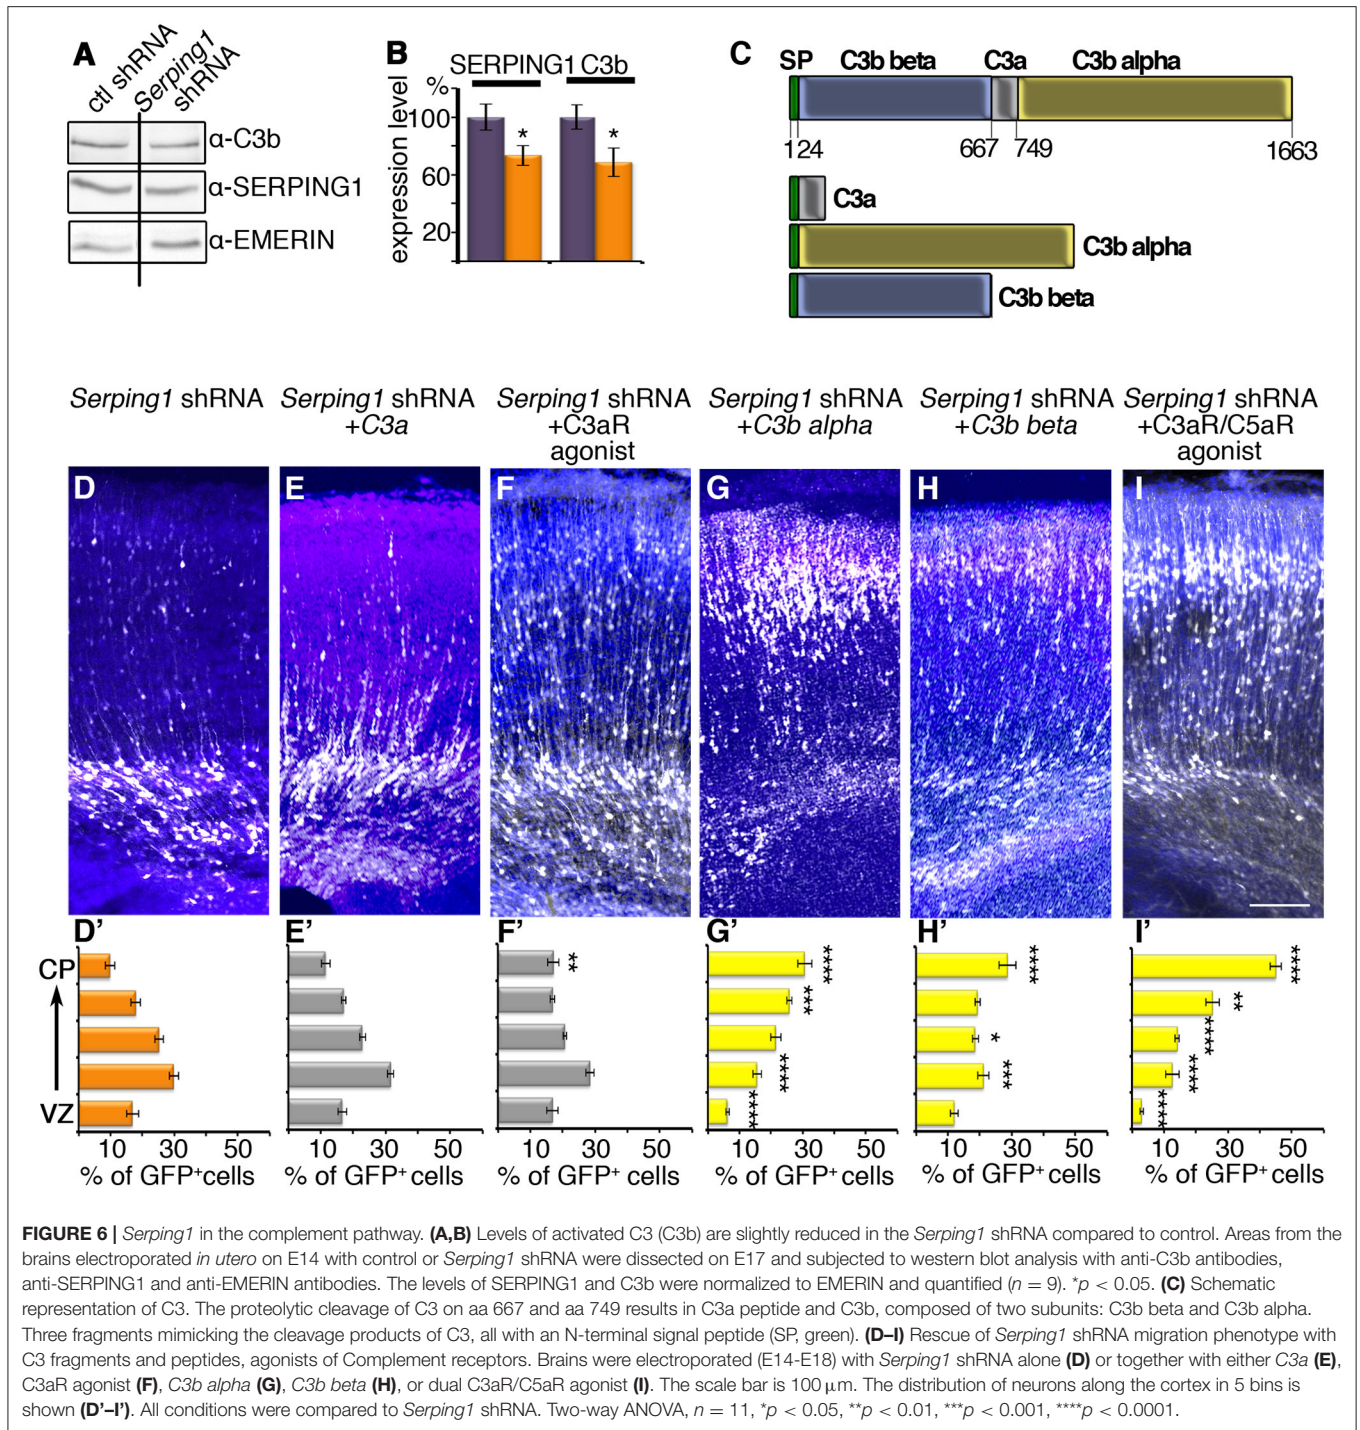 A
ctl shRNA
Serping1 shRNA
α-C3b
α-SERPING1
α-EMERIN
B
SERPING1 C3b
%
100
60
20
expression level
*
*
C
SP C3b beta C3a C3b alpha
1 24 667 749 1663
C3a
C3b alpha
C3b beta
Serping1 shRNA
Serping1 shRNA
+C3a
Serping1 shRNA
+C3aR
agonist
Serping1 shRNA
+C3b alpha
Serping1 shRNA
+C3b beta
Serping1 shRNA
+C3aR/C5aR
agonist
D E F G H I
D' E' F' G' H' I'
CP
VZ
**
****
***
****
****
****
*
***
****
**
****
****
****
10 30 50
10 30 50
10 30 50
10 30 50
10 30 50
10 30 50
% of GFP⁺cells
% of GFP⁺cells
% of GFP⁺ cells
% of GFP⁺cells
% of GFP⁺cells
% of GFP⁺cells
FIGURE 6 | Serping1 in the complement pathway. (A,B) Levels of activated C3 (C3b) are slightly reduced in the Serping1 shRNA compared to control. Areas from the
brains electroporated in utero on E14 with control or Serping1 shRNA were dissected on E17 and subjected to western blot analysis with anti-C3b antibodies,
anti-SERPING1 and anti-EMERIN antibodies. The levels of SERPING1 and C3b were normalized to EMERIN and quantified (n = 9). *p < 0.05. (C) Schematic
representation of C3. The proteolytic cleavage of C3 on aa 667 and aa 749 results in C3a peptide and C3b, composed of two subunits: C3b beta and C3b alpha.
Three fragments mimicking the cleavage products of C3, all with an N-terminal signal peptide (SP, green). (D–I) Rescue of Serping1 shRNA migration phenotype with
C3 fragments and peptides, agonists of Complement receptors. Brains were electroporated (E14-E18) with Serping1 shRNA alone (D) or together with either C3a (E),
C3aR agonist (F), C3b alpha (G), C3b beta (H), or dual C3aR/C5aR agonist (I). The scale bar is 100 μm. The distribution of neurons along the cortex in 5 bins is
shown (D'–I'). All conditions were compared to Serping1 shRNA. Two-way ANOVA, n = 11, *p < 0.05, **p < 0.01, ***p < 0.001, ****p < 0.0001.